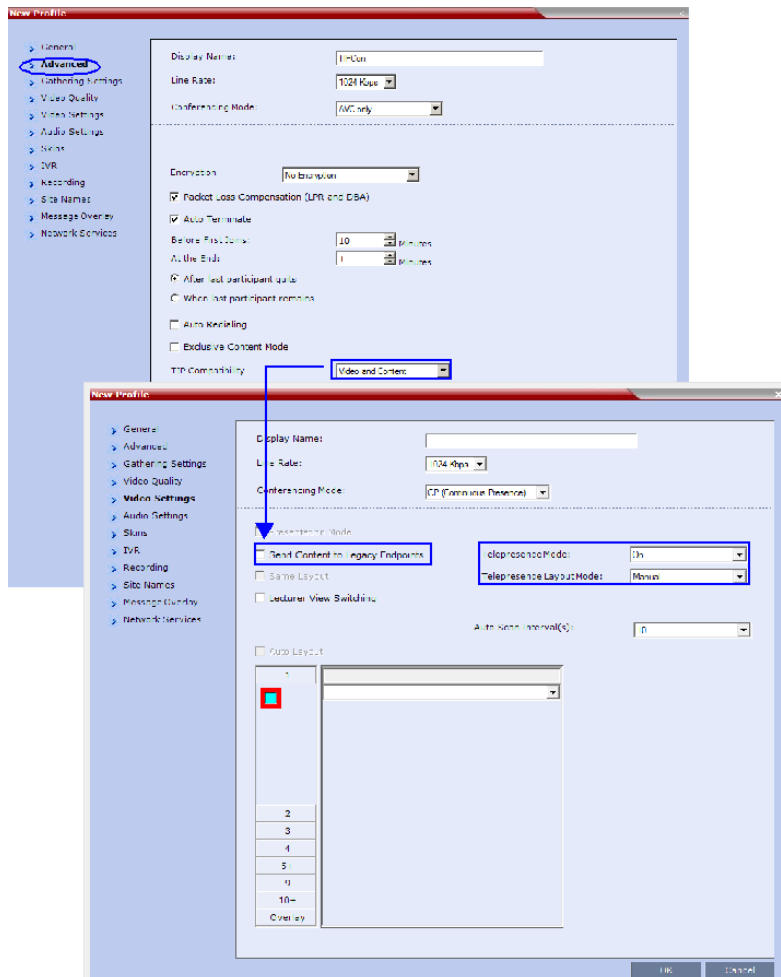 New Profile
General
Advanced
Gathering Settings
Video Quality
Video Settings
Audio Settings
Skins
IVR
Recording
Site Names
Message Overlay
Network Services
Display Name:
Line Rate: 1024 Kbps
Conferencing Mode: AVC only
Encryption No Encryption
Packet Loss Compensation (LPR and DBA)
Auto Terminate
Before First Joins: 10 Minutes
At the End: 1 Minutes
After last participant quits
When last participant remains
Auto Redialing
Exclusive Content Mode
TIP Compatibility Video and Content
New Profile
General
Advanced
Gathering Settings
Video Quality
Video Settings
Audio Settings
Skins
IVR
Recording
Site Names
Message Overlay
Network Services
Display Name:
Line Rate: 1024 Kbps
Conferencing Mode: CP (Continuous Presence)
Presentation Mode
Send Content to Legacy Endpoints
Telepresence Mode: On
Same Layout
Telepresence Layout Mode: Manual
Lecturer View Switching
Auto Scan Interval(s): 10
Auto Layout
1
2
3
4
5+
9
10+
Overlay
OK Cancel